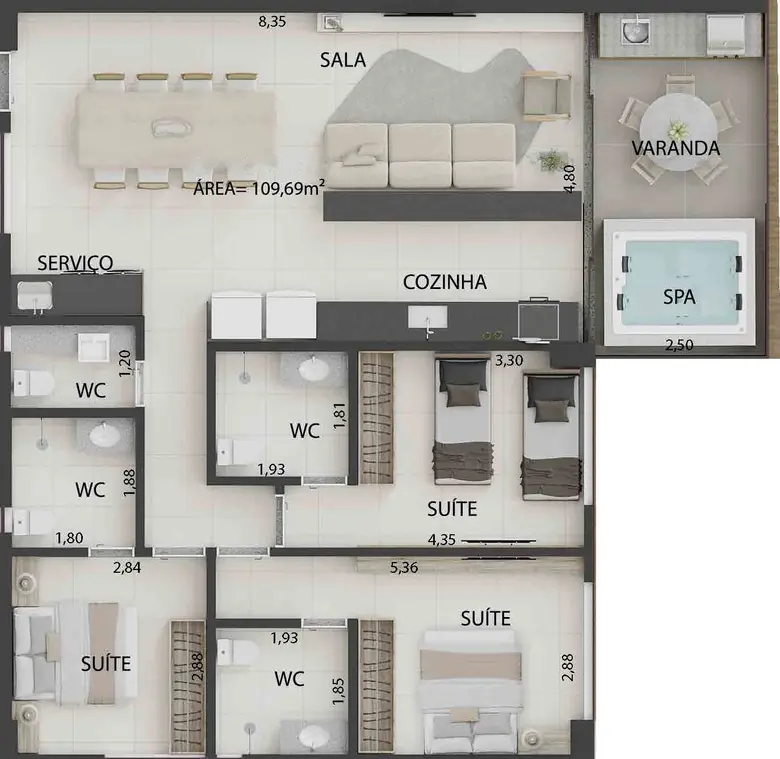 8,35
SALA
VARANDA
4,80
ÁREA= 109,69m²
SERVIÇO
COZINHA
SPA
2,50
1,20
WC
3,30
1,81
WC
1,93
WC
1,88
1,80
SUÍTE
4,35
2,84
5,36
SUÍTE
1,93
SUÍTE
2,88
WC
1,85
2,88